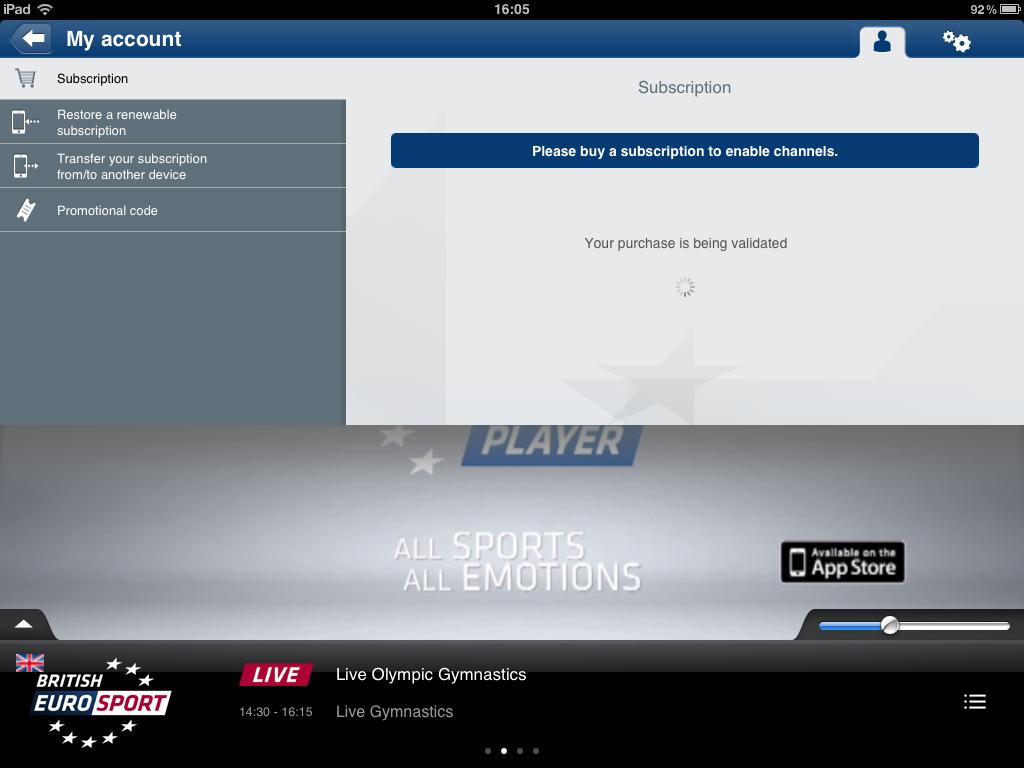 iPad 16:05 92%
My account
Subscription
Restore a renewable
subscription
Transfer your subscription
from/to another device
Promotional code
Subscription
Please buy a subscription to enable channels.
Your purchase is being validated
PLAYER
ALL SPORTS
ALL EMOTIONS
Available on the
App Store
BRITISH
EUROSPORT
LIVE Live Olympic Gymnastics
14:30 - 16:15 Live Gymnastics